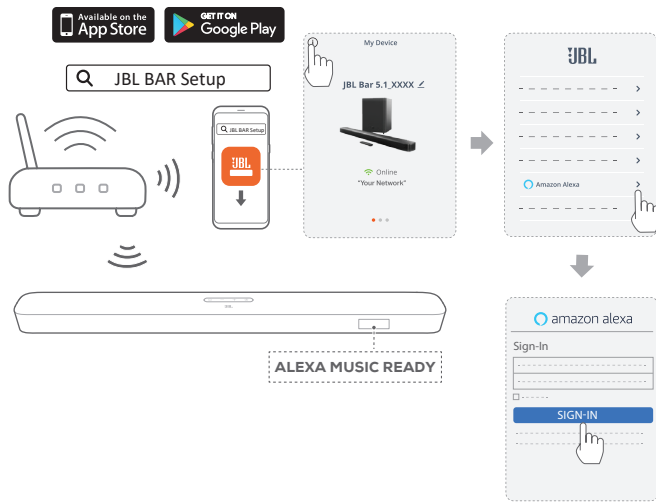 Available on the
App Store
GET IT ON
Google Play
JBL BAR Setup
JBL BAR Setup
JBL
My Device
JBL Bar 5.1_XXXX
Online
"Your Network"
JBL
Amazon Alexa
JBL
ALEXA MUSIC READY
amazon alexa
Sign-In
SIGN-IN